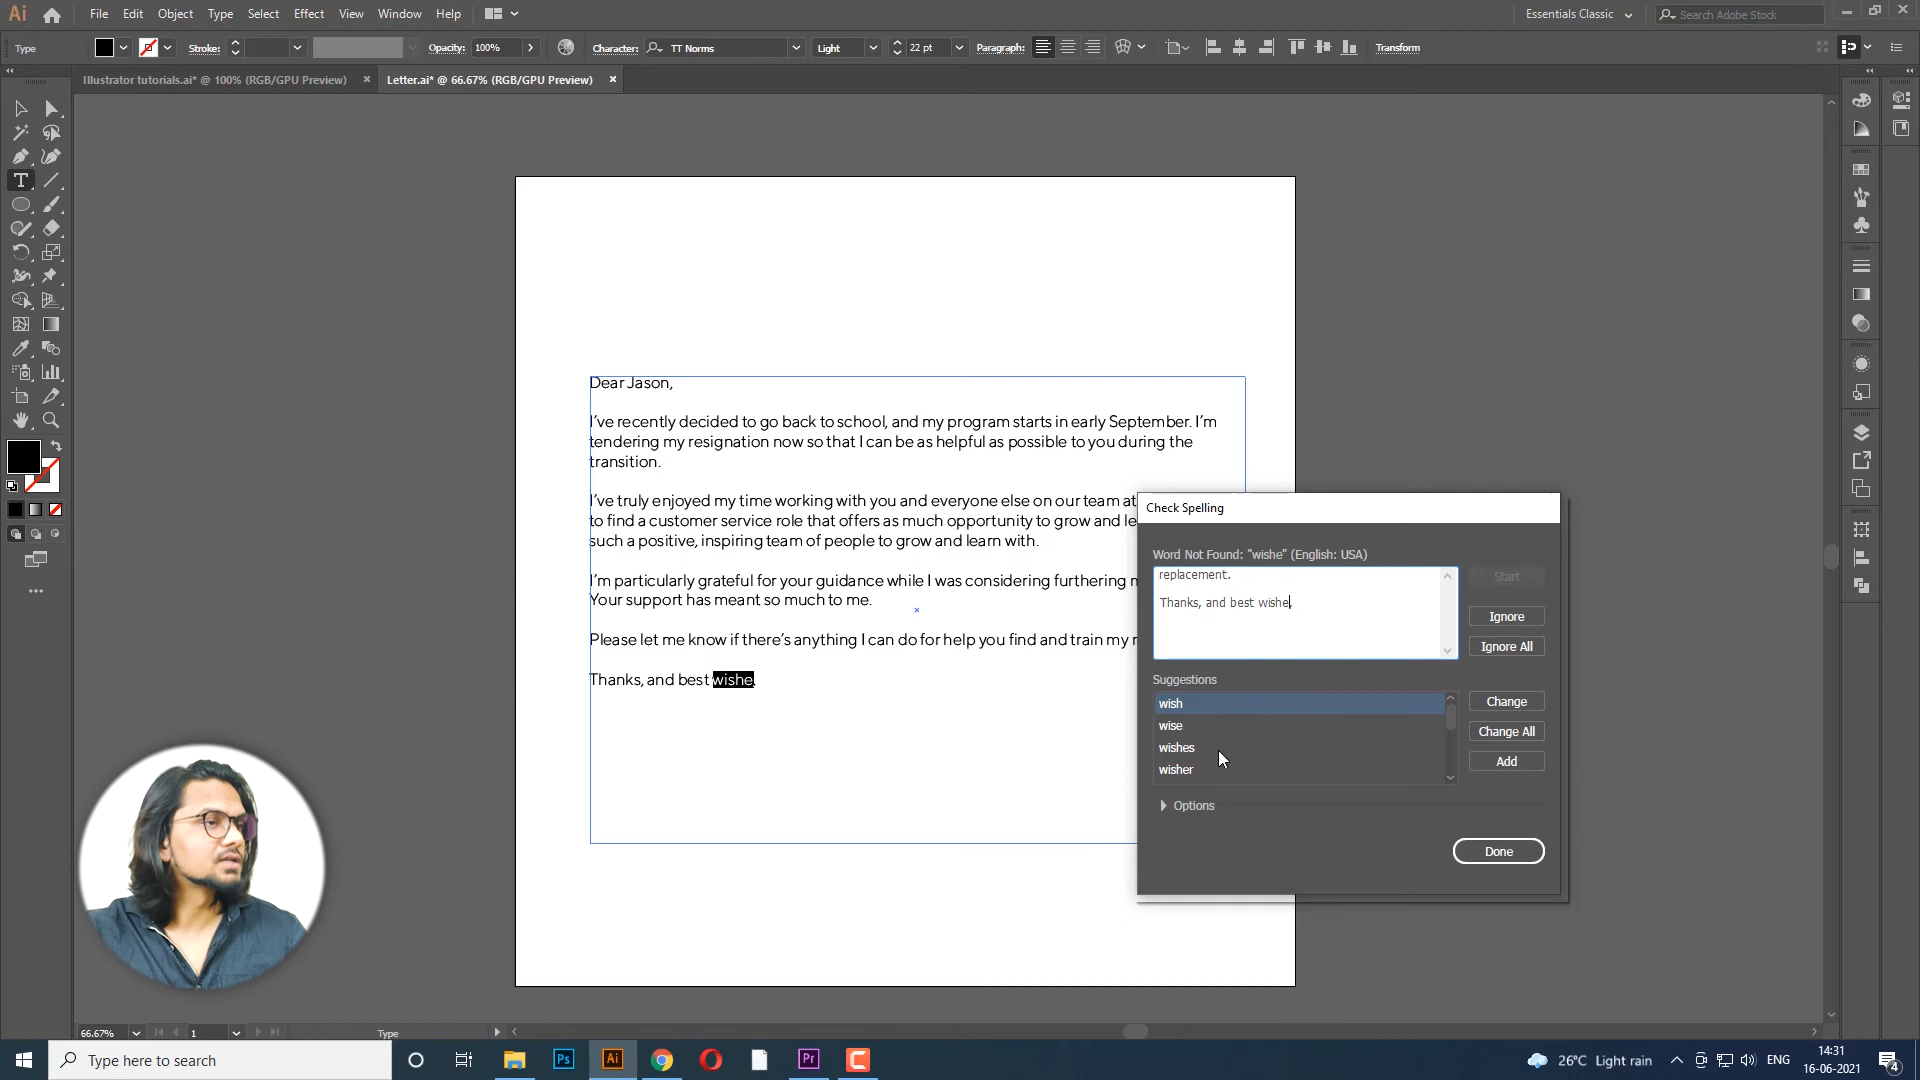 Ai File Edit Object Type Select Effect View Window Help Essentials Classic Search Adobe Stock
Type Stroke: Opacity: 100% Character: TT Norms Light 22 pt Paragraph: Transform
Illustrator tutorials.ai* @ 100% (RGB/GPU Preview) × Letter.ai* @ 66.67% (RGB/GPU Preview) ×
Dear Jason,
I've recently decided to go back to school, and my program starts in early September. I'm
tendering my resignation now so that I can be as helpful as possible to you during the
transition.
I've truly enjoyed my time working with you and everyone else on our team at
to find a customer service role that offers as much opportunity to grow and le
such a positive, inspiring team of people to grow and learn with.
I'm particularly grateful for your guidance while I was considering furthering m
Your support has meant so much to me.
Please let me know if there's anything I can do for help you find and train my r
Thanks, and best wishe,
Check Spelling
Word Not Found: "wishe" (English: USA)
replacement.
Thanks, and best wishe,
Start
Ignore
Ignore All
Suggestions
wish
wise
wishes
wisher
Change
Change All
Add
Options
Done
66.67% 1 Type
Type here to search
Ps Ai Pr
26°C Light rain ENG
14:31
16-06-2021
4